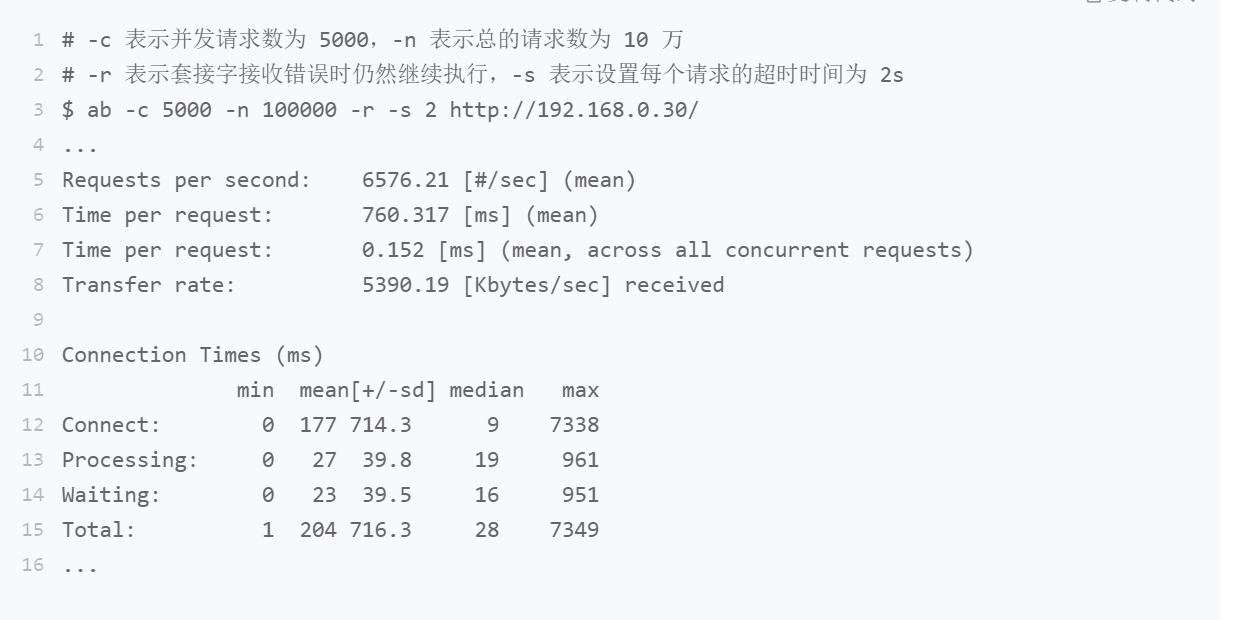 1 # -c 表示并发请求数为 5000，-n 表示总的请求数为 10 万
2 # -r 表示套接字接收错误时仍然继续执行，-s 表示设置每个请求的超时时间为 2s
3 $ ab -c 5000 -n 100000 -r -s 2 http://192.168.0.30/
4 ...
5 Requests per second:    6576.21 [#/sec] (mean)
6 Time per request:       760.317 [ms] (mean)
7 Time per request:       0.152 [ms] (mean, across all concurrent requests)
8 Transfer rate:          5390.19 [Kbytes/sec] received
9
10 Connection Times (ms)
11               min  mean[+/-sd] median   max
12 Connect:        0  177 714.3      9    7338
13 Processing:     0   27  39.8     19     961
14 Waiting:        0   23  39.5     16     951
15 Total:          1  204 716.3     28    7349
16 ...